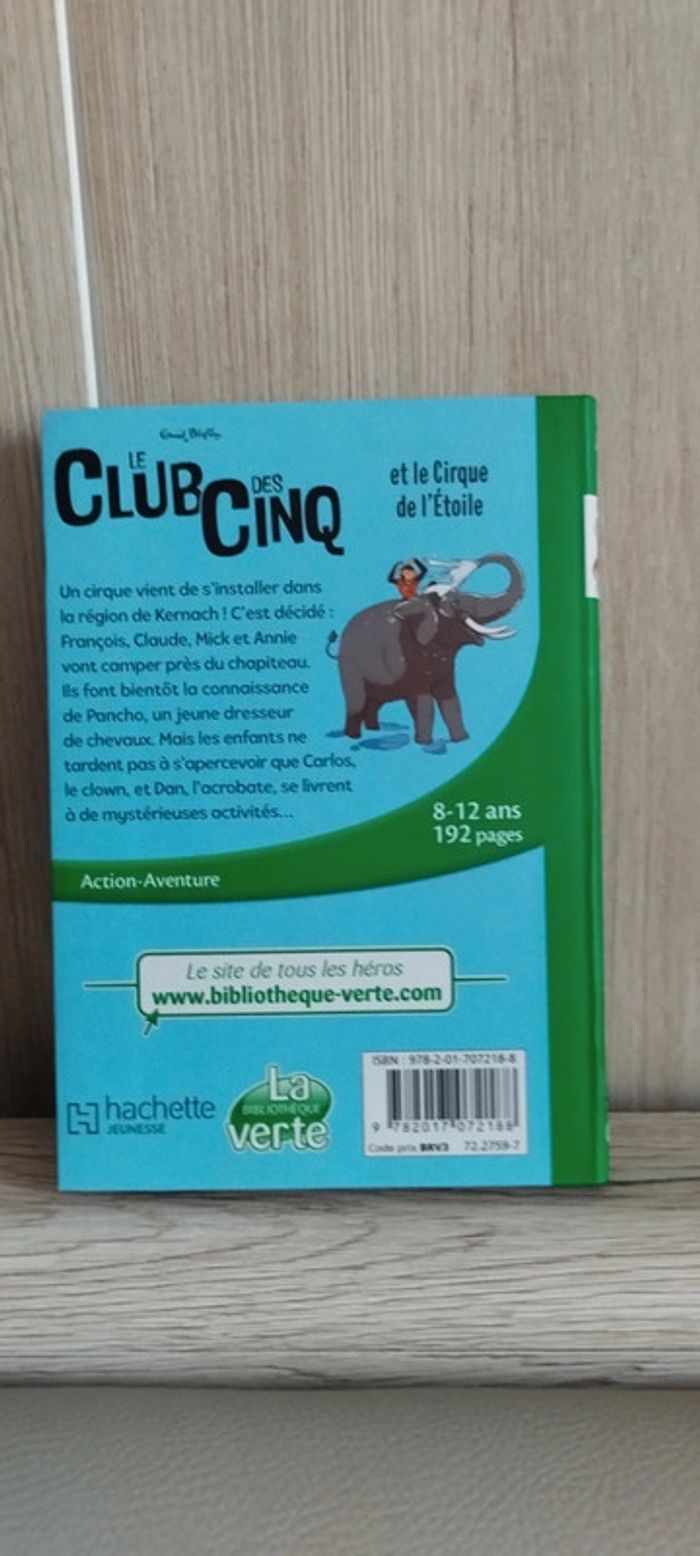 Enid Blyton
LE CLUB DES CINQ
et le Cirque
de l'Étoile
Un cirque vient de s'installer dans
la région de Kernach ! C'est décidé :
François, Claude, Mick et Annie
vont camper près du chapiteau.
Ils font bientôt la connaissance
de Pancho, un jeune dresseur
de chevaux. Mais les enfants ne
tardent pas à s'apercevoir que Carlos,
le clown, et Dan, l'acrobate, se livrent
à de mystérieuses activités...
8-12 ans
192 pages
Action-Aventure
Le site de tous les héros
www.bibliotheque-verte.com
hachette
JEUNESSE
La
BIBLIOTHÈQUE
verte
ISBN : 978-2-01-707218-8
9 782017 072188
Code prix BRV3 72.2759-7